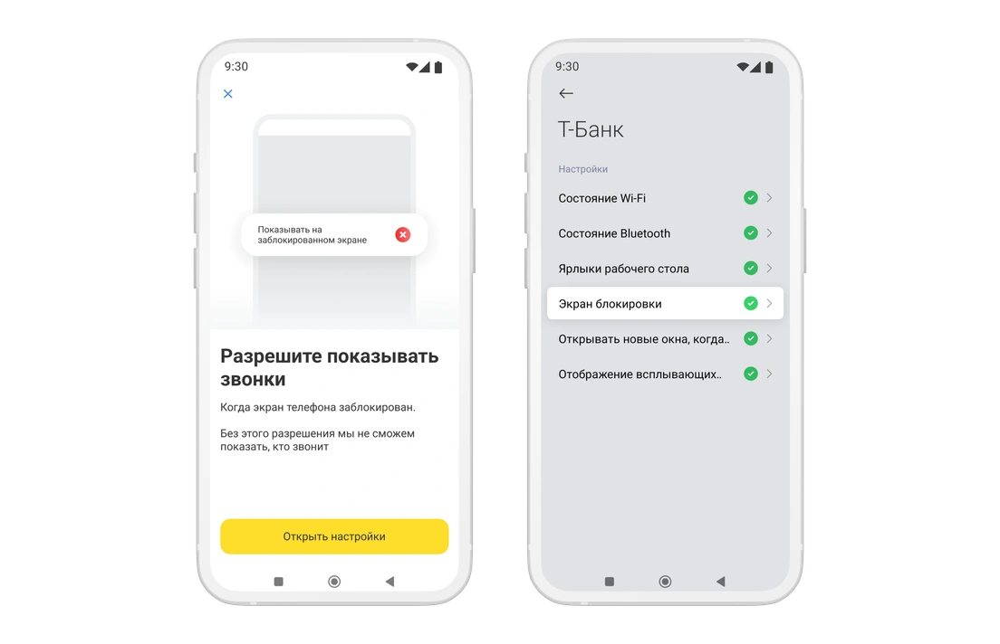 9:30
Показывать на
заблокированном экране
Разрешите показывать
звонки
Когда экран телефона заблокирован.
Без этого разрешения мы не сможем
показать, кто звонит
Открыть настройки
9:30
Т-Банк
Настройки
Состояние Wi-Fi
Состояние Bluetooth
Ярлыки рабочего стола
Экран блокировки
Открывать новые окна, когда..
Отображение всплывающих..